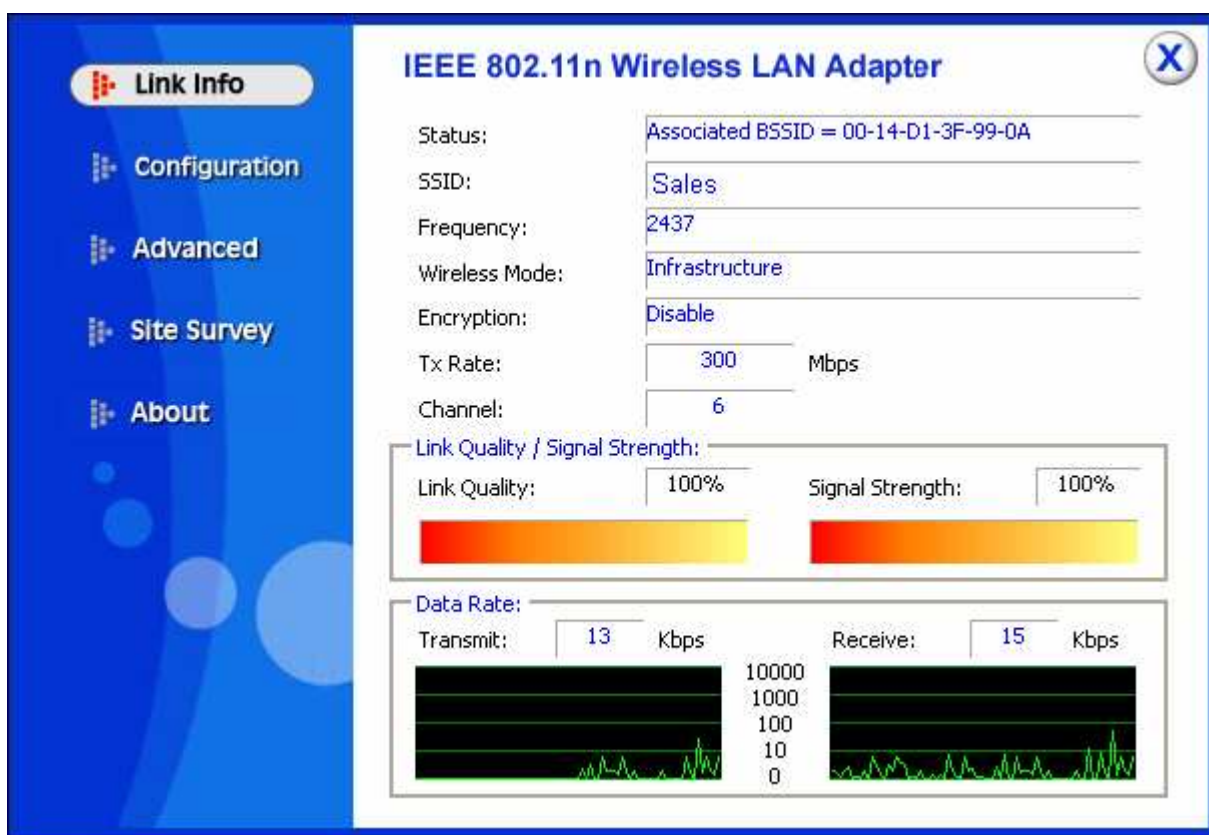 IEEE 802.11n Wireless LAN Adapter
X
Link Info
Configuration
Advanced
Site Survey
About
Status: Associated BSSID = 00-14-D1-3F-99-0A
SSID: Sales
Frequency: 2437
Wireless Mode: Infrastructure
Encryption: Disable
Tx Rate: 300 Mbps
Channel: 6
Link Quality / Signal Strength:
Link Quality: 100% Signal Strength: 100%
Data Rate:
Transmit: 13 Kbps Receive: 15 Kbps
10000
1000
100
10
0